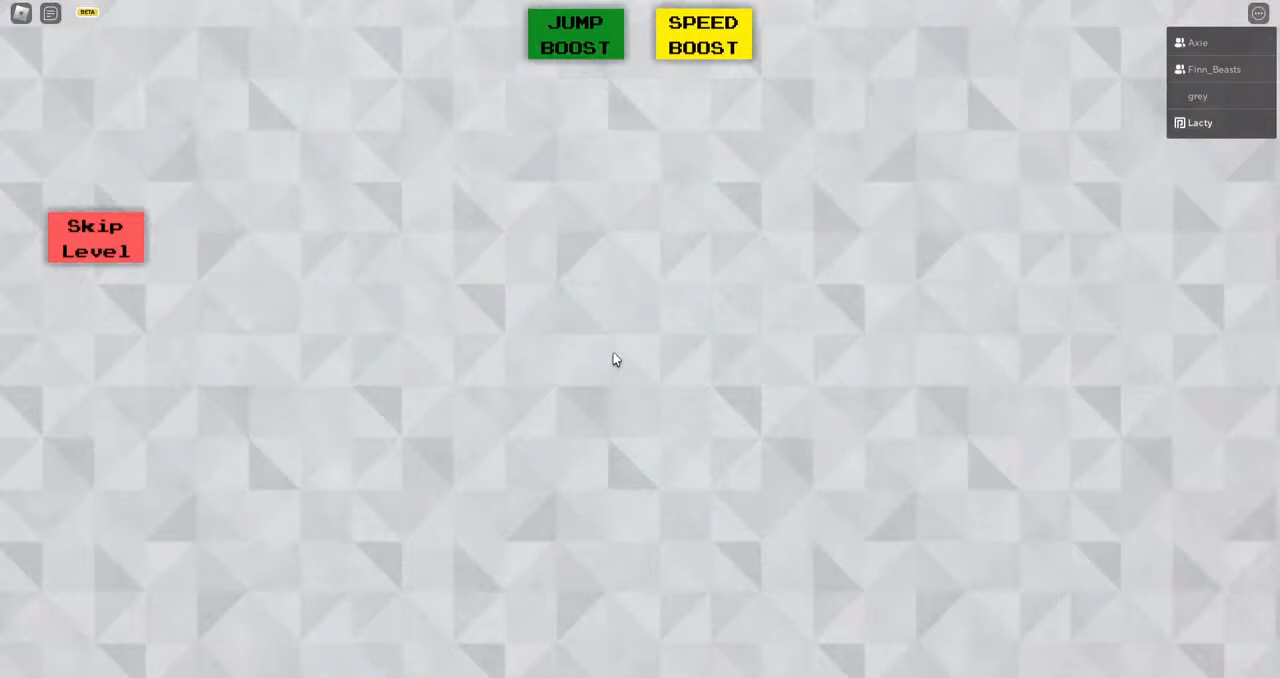 BETA
JUMP
BOOST
SPEED
BOOST
Axie
Finn_Beasts
grey
Lacty
Skip
Level